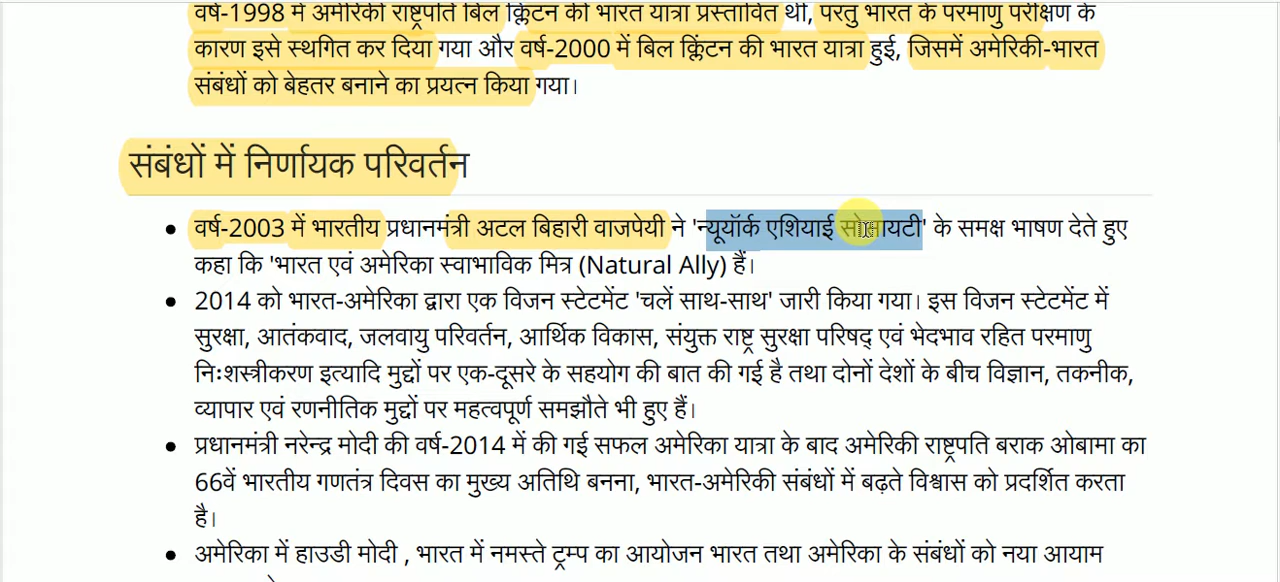 वर्ष-1998 में अमेरिकी राष्ट्रपति बिल क्लिंटन की भारत यात्रा प्रस्तावित थी, परंतु भारत के परमाणु परीक्षण के
कारण इसे स्थगित कर दिया गया और वर्ष-2000 में बिल क्लिंटन की भारत यात्रा हुई, जिसमें अमेरिकी-भारत
संबंधों को बेहतर बनाने का प्रयत्न किया गया।
संबंधों में निर्णायक परिवर्तन
• वर्ष-2003 में भारतीय प्रधानमंत्री अटल बिहारी वाजपेयी ने 'न्यूयॉर्क एशियाई सोसायटी' के समक्ष भाषण देते हुए
कहा कि 'भारत एवं अमेरिका स्वाभाविक मित्र (Natural Ally) हैं।
• 2014 को भारत-अमेरिका द्वारा एक विजन स्टेटमेंट 'चलें साथ-साथ' जारी किया गया। इस विजन स्टेटमेंट में
सुरक्षा, आतंकवाद, जलवायु परिवर्तन, आर्थिक विकास, संयुक्त राष्ट्र सुरक्षा परिषद् एवं भेदभाव रहित परमाणु
निःशस्त्रीकरण इत्यादि मुद्दों पर एक-दूसरे के सहयोग की बात की गई है तथा दोनों देशों के बीच विज्ञान, तकनीक,
व्यापार एवं रणनीतिक मुद्दों पर महत्वपूर्ण समझौते भी हुए हैं।
• प्रधानमंत्री नरेन्द्र मोदी की वर्ष-2014 में की गई सफल अमेरिका यात्रा के बाद अमेरिकी राष्ट्रपति बराक ओबामा का
66वें भारतीय गणतंत्र दिवस का मुख्य अतिथि बनना, भारत-अमेरिकी संबंधों में बढ़ते विश्वास को प्रदर्शित करता
है।
• अमेरिका में हाउडी मोदी , भारत में नमस्ते ट्रम्प का आयोजन भारत तथा अमेरिका के संबंधों को नया आयाम